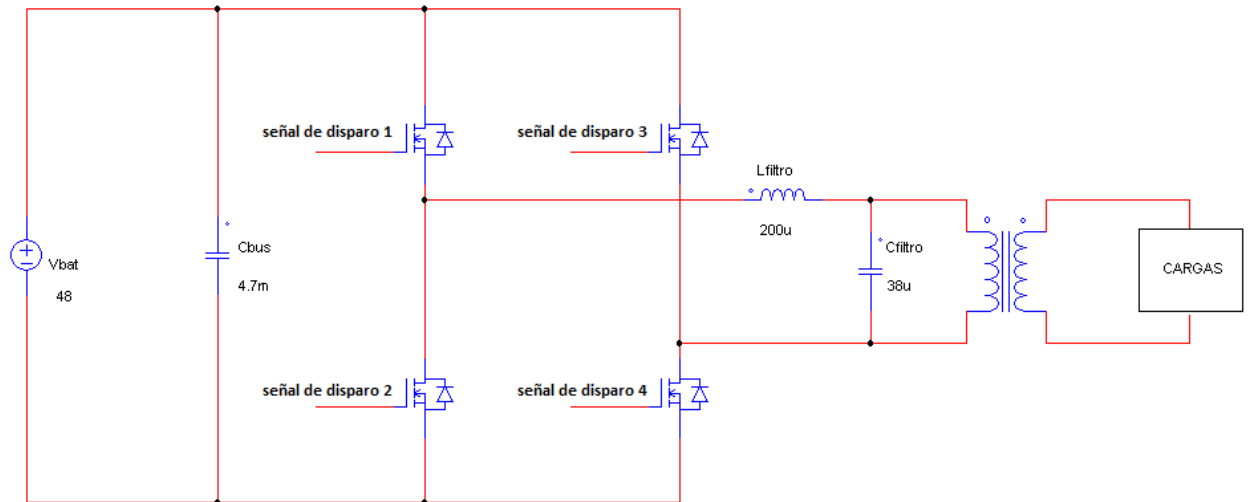 señal de disparo 1
señal de disparo 3
Lfiltro
200u
Vbat
48
Cbus
4.7m
Cfiltro
38u
CARGAS
señal de disparo 2
señal de disparo 4